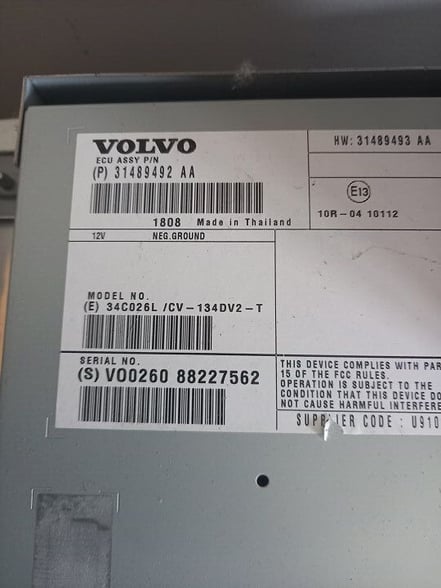 VOLVO
ECU ASSY P/N
(P) 31489492 AA
HW: 31489493 AA
E13
10R-04 10112
1808 Made in Thailand
12V NEG.GROUND
MODEL NO.
(E) 34C026L /CV-134DV2-T
SERIAL NO.
(S) V00260 88227562
THIS DEVICE COMPLIES WITH PAR
15 OF THE FCC RULES.
OPERATION IS SUBJECT TO THE
CONDITION THAT THIS DEVICE DO
NOT CAUSE HARMFUL INTERFERE
SUPPLIER CODE : U910